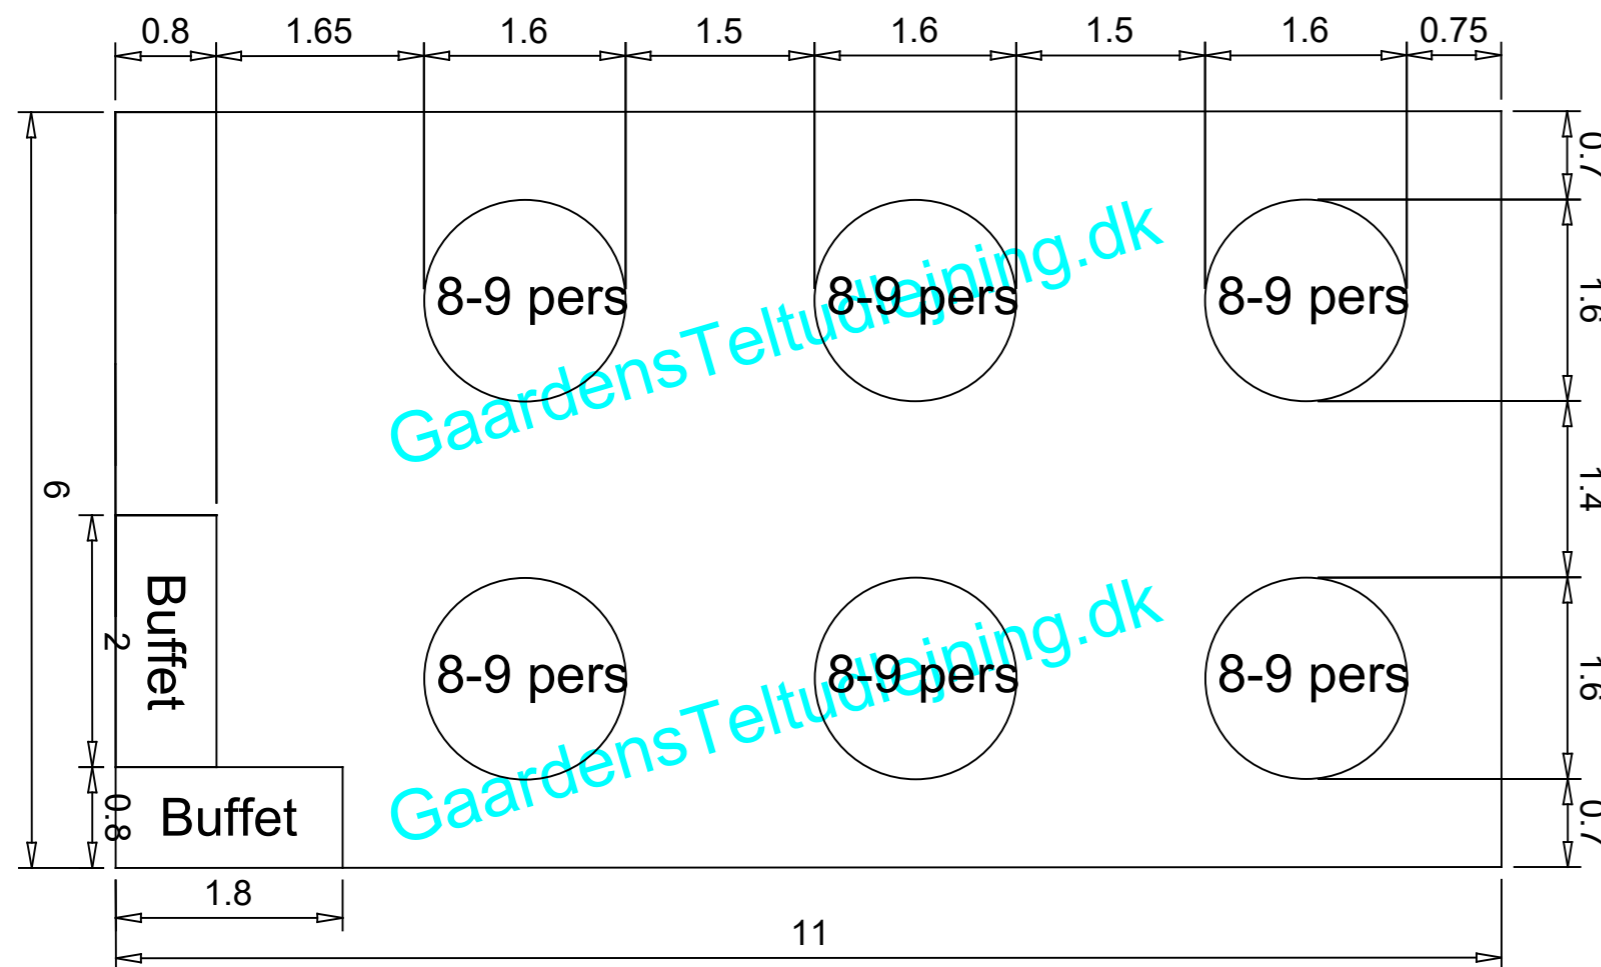 0.8 1.65 1.6 1.5 1.6 1.5 1.6 0.75
0.7
8-9 pers 8-9 pers 8-9 pers
1.6
GaardensTeltudlejning.dk
6
1.4
Buffet
2
8-9 pers 8-9 pers 8-9 pers
1.6
GaardensTeltudlejning.dk
Buffet
0.8
0.7
1.8
11